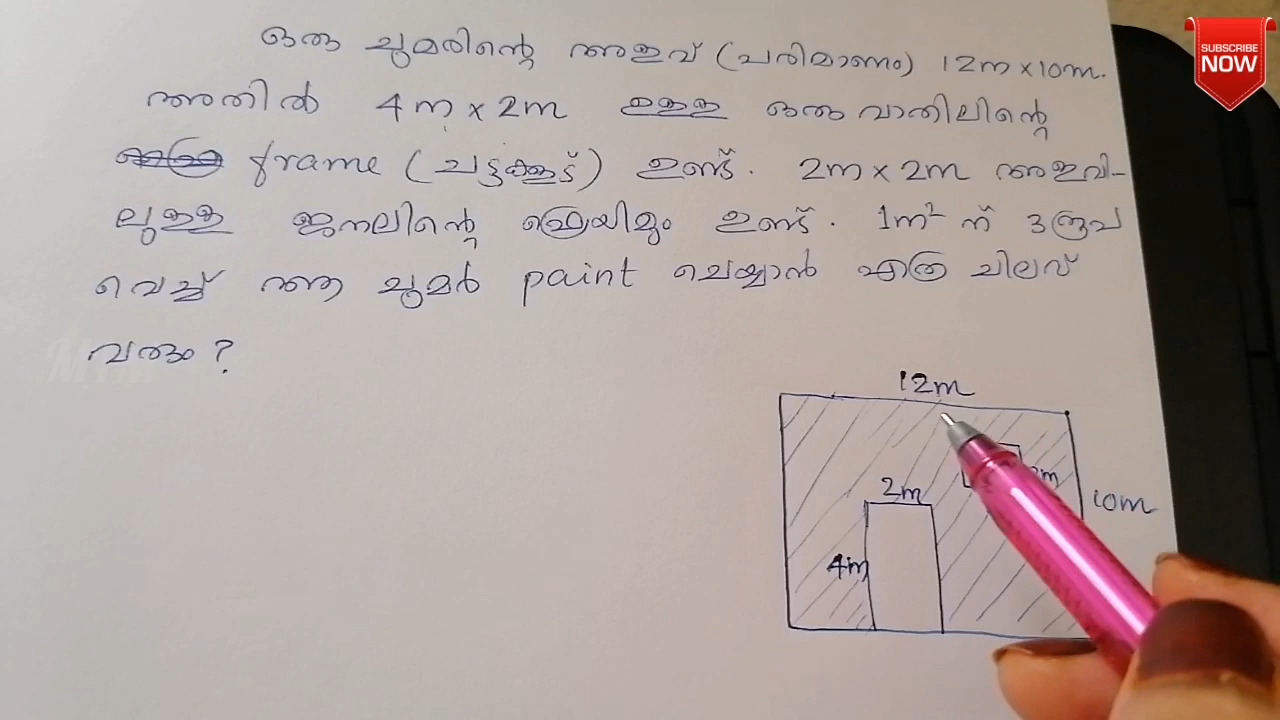 ഒരു ചുമരിന്റെ അളവ് (പരിമാണം) 12m x 10m.
അതിൽ 4m x 2m ഉള്ള ഒരു വാതിലിന്റെ
frame (ചട്ടക്കൂട്) ഉണ്ട്. 2m x 2m അളവി-
ലുള്ള ജനലിന്റെ ഫ്രെയിമും ഉണ്ട്. 1m² ന് 3 രൂപ
വെച്ച് ആ ചുമർ paint ചെയ്യാൻ എത്ര ചിലവ്
വരും?
12m
2m
10m
2m
4m
SUBSCRIBE
NOW